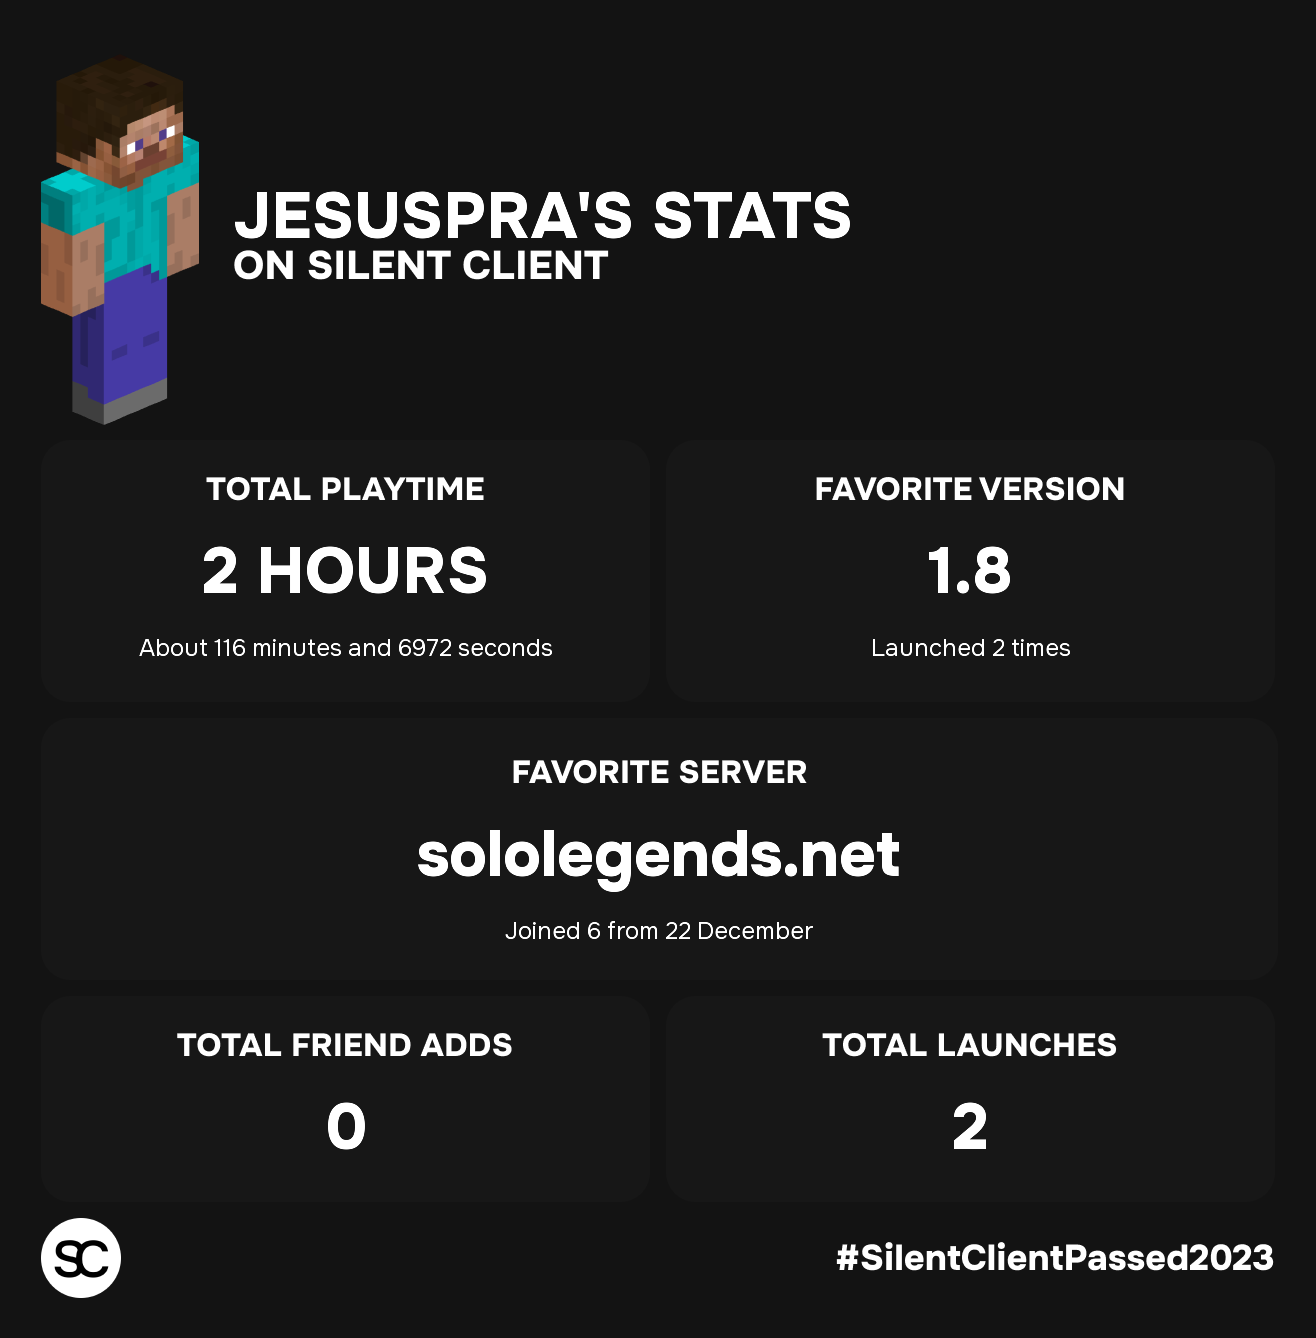 JESUSPRA'S STATS
ON SILENT CLIENT
TOTAL PLAYTIME
2 HOURS
About 116 minutes and 6972 seconds
FAVORITE VERSION
1.8
Launched 2 times
FAVORITE SERVER
sololegends.net
Joined 6 from 22 December
TOTAL FRIEND ADDS
0
TOTAL LAUNCHES
2
SC
#SilentClientPassed2023